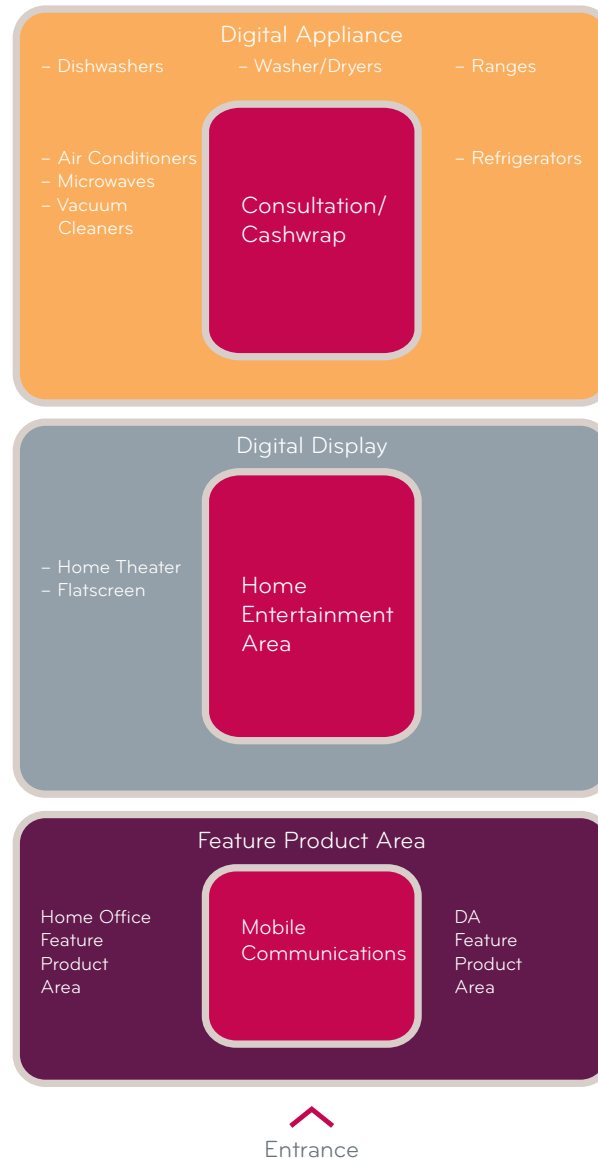 Digital Appliance
– Dishwashers
– Washer/Dryers
– Ranges
– Air Conditioners
– Microwaves
– Vacuum
Cleaners
Consultation/
Cashwrap
– Refrigerators
Digital Display
– Home Theater
– Flatscreen
Home
Entertainment
Area
Feature Product Area
Home Office
Feature
Product
Area
Mobile
Communications
DA
Feature
Product
Area
Entrance